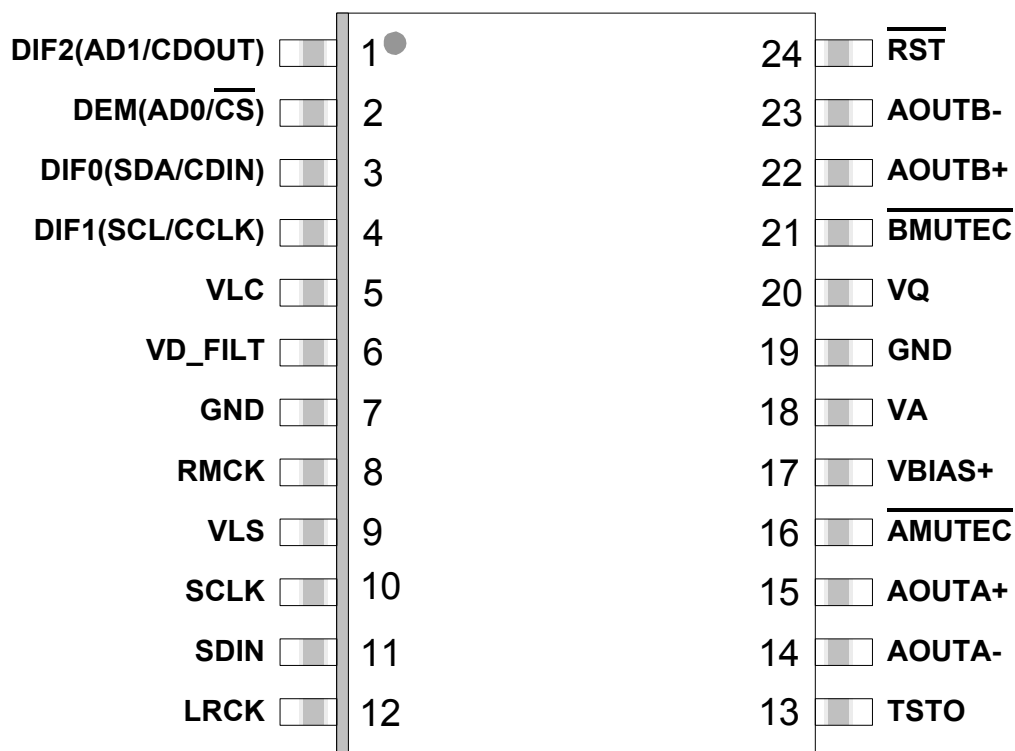 DIF2(AD1/CDOUT) 1 24 RST
DEM(AD0/CS) 2 23 AOUTB-
DIF0(SDA/CDIN) 3 22 AOUTB+
DIF1(SCL/CCLK) 4 21 BMUTEC
VLC 5 20 VQ
VD_FILT 6 19 GND
GND 7 18 VA
RMCK 8 17 VBIAS+
VLS 9 16 AMUTEC
SCLK 10 15 AOUTA+
SDIN 11 14 AOUTA-
LRCK 12 13 TSTO